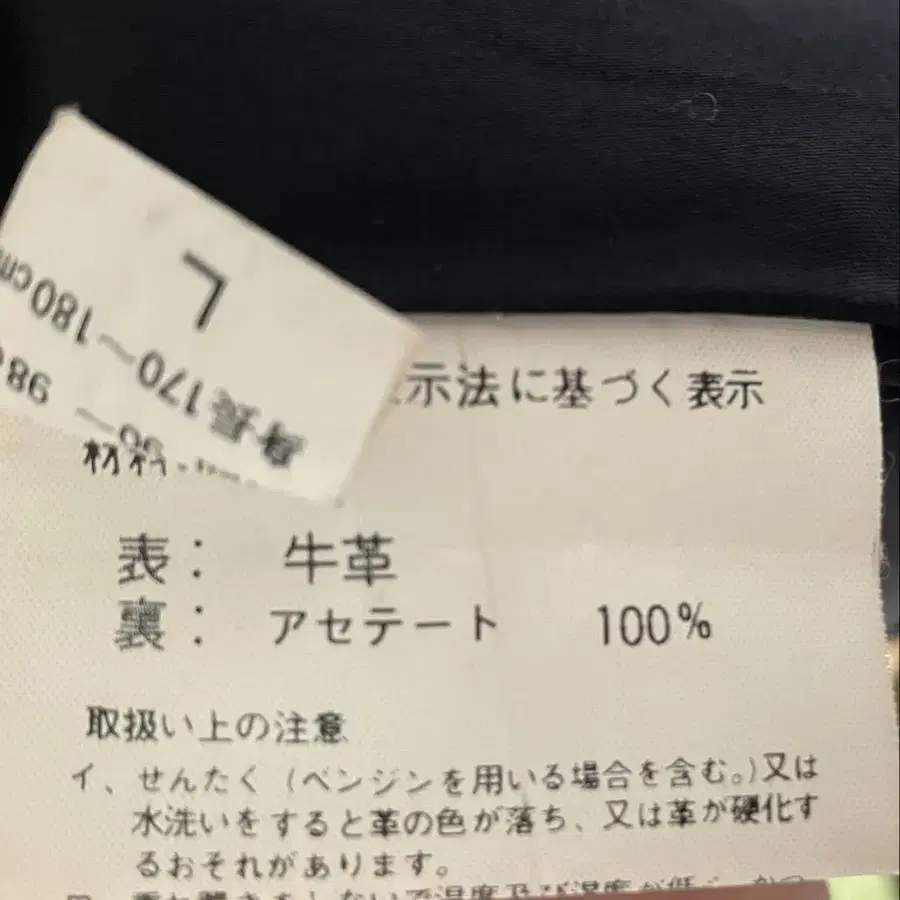 L
身長170〜180cm
示法に基づく表示
表： 牛革
裏： アセテート 100%
取扱い上の注意
イ、せんたく（ベンジンを用いる場合を含む。）又は
水洗いをすると革の色が落ち、又は革が硬化す
るおそれがあります。